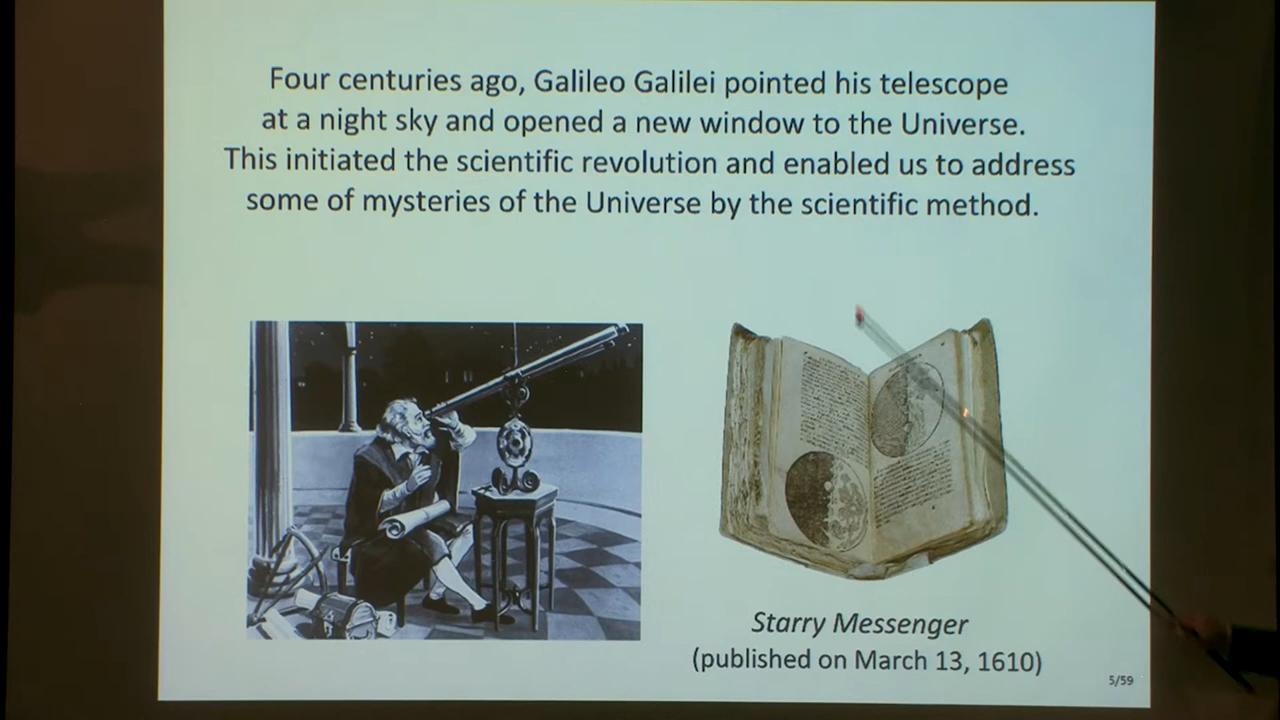 Four centuries ago, Galileo Galilei pointed his telescope
at a night sky and opened a new window to the Universe.
This initiated the scientific revolution and enabled us to address
some of mysteries of the Universe by the scientific method.
Starry Messenger
(published on March 13, 1610)
5/59